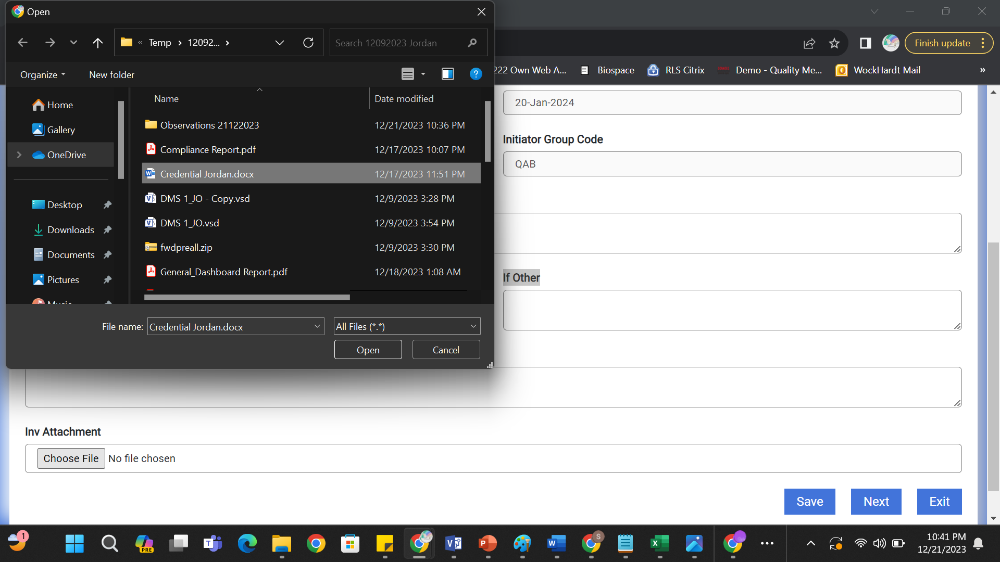 Open
« Temp > 12092... >
Search 12092023 Jordan
Finish update
Organize
New folder
222 Own Web A...
Biospace
RLS Citrix
Demo - Quality Me...
WockHardt Mail
»
Home
Gallery
OneDrive
Desktop
Downloads
Documents
Pictures
Music
Name
Date modified
Observations 21122023
12/21/2023 10:36 PM
Compliance Report.pdf
12/17/2023 10:07 PM
Credential Jordan.docx
12/17/2023 11:51 PM
DMS 1_JO - Copy.vsd
12/9/2023 3:28 PM
DMS 1_JO.vsd
12/9/2023 3:54 PM
fwdpreall.zip
12/9/2023 3:30 PM
General_Dashboard Report.pdf
12/18/2023 1:08 AM
File name:
Credential Jordan.docx
All Files (*.*)
Open
Cancel
20-Jan-2024
Initiator Group Code
QAB
If Other
Inv Attachment
Choose File
No file chosen
Save
Next
Exit
1
PRE
S
10:41 PM
12/21/2023